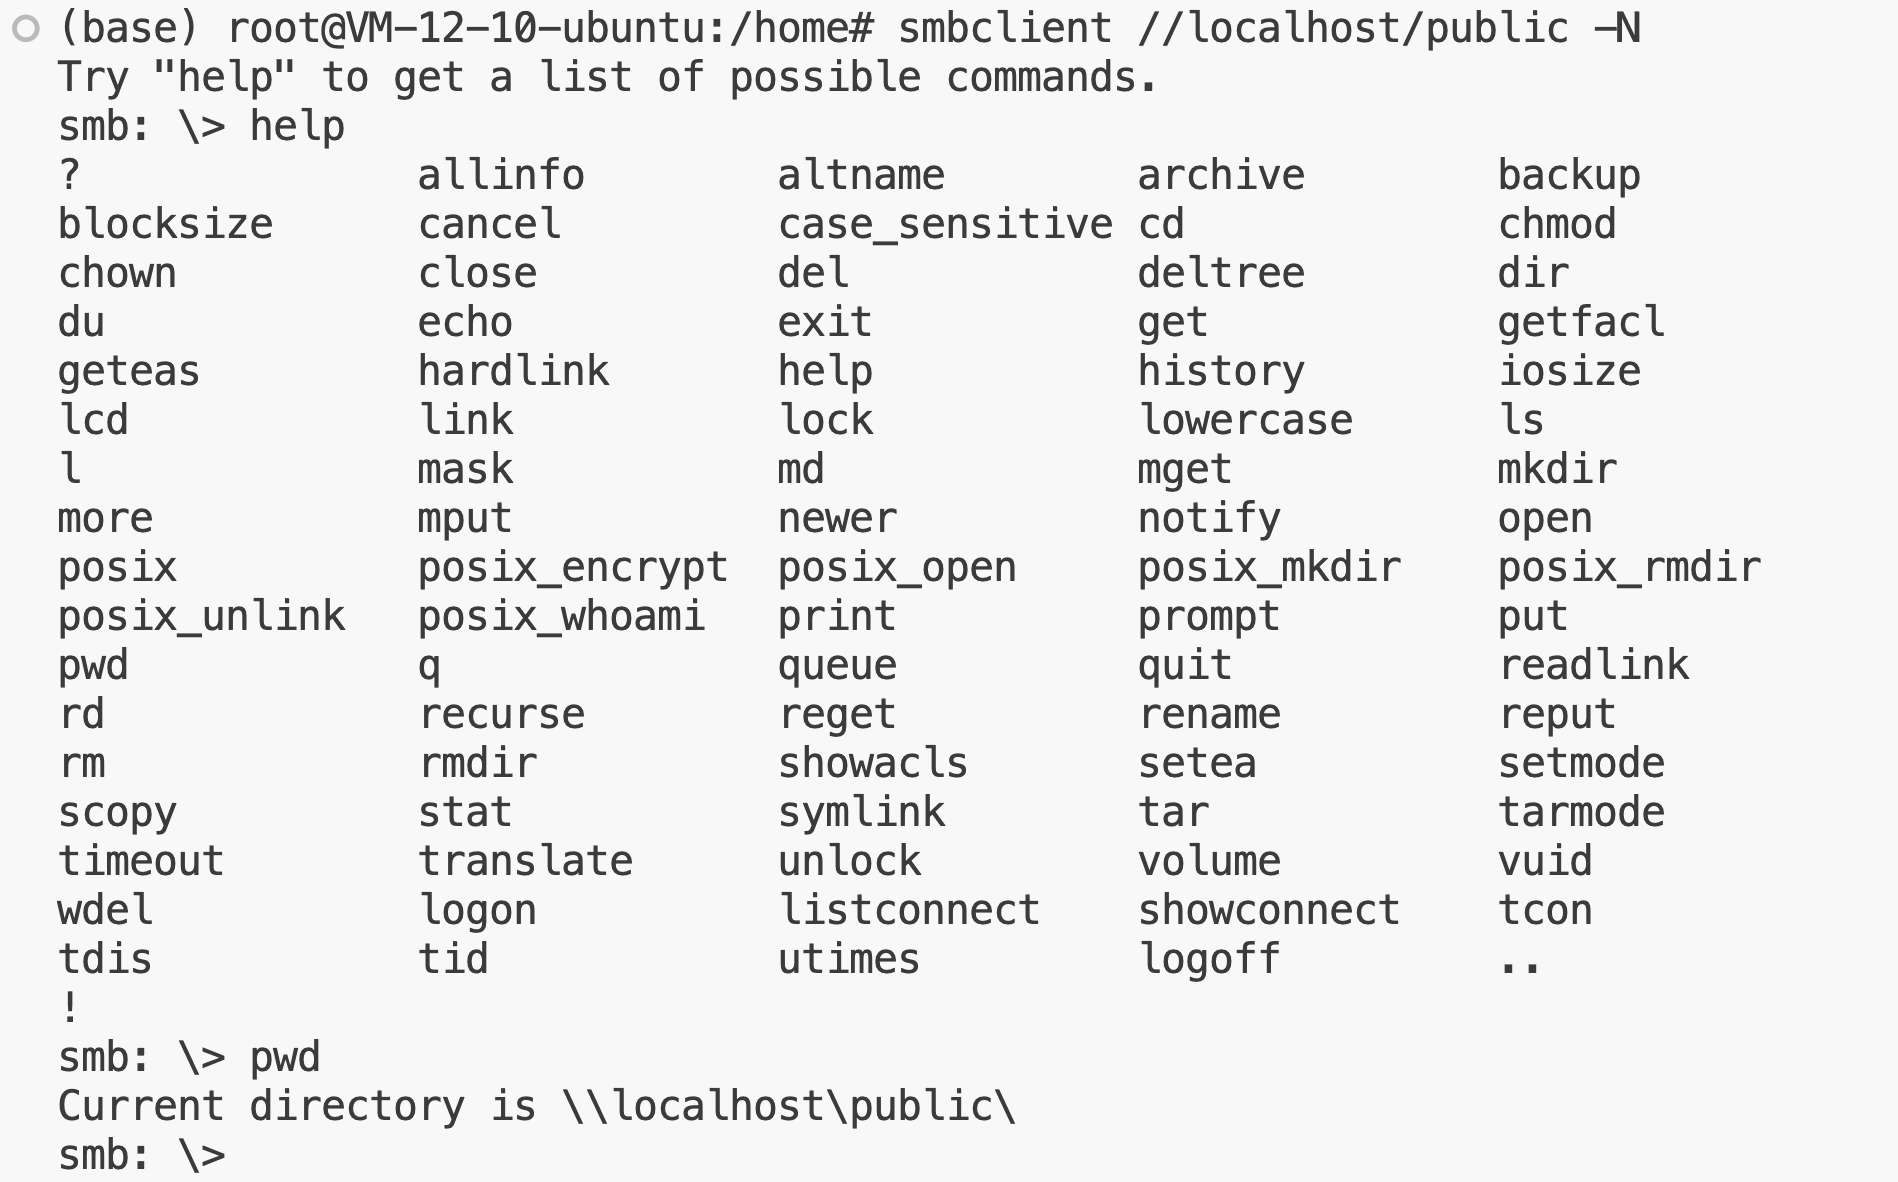 (base) root@VM-12-10-ubuntu:/home# smbclient //localhost/public -N
Try "help" to get a list of possible commands.
smb: \> help
?              allinfo        altname        archive        backup
blocksize      cancel         case_sensitive cd             chmod
chown          close          del            deltree        dir
du             echo           exit           get            getfacl
geteas         hardlink       help           history        iosize
lcd            link           lock           lowercase      ls
l              mask           md             mget           mkdir
more           mput           newer          notify         open
posix          posix_encrypt  posix_open     posix_mkdir    posix_rmdir
posix_unlink   posix_whoami   print          prompt         put
pwd            q              queue          quit           readlink
rd             recurse        reget          rename         reput
rm             rmdir          showacls       setea          setmode
scopy          stat           symlink        tar            tarmode
timeout        translate      unlock         volume         vuid
wdel           logon          listconnect    showconnect    tcon
tdis           tid            utimes         logoff         ..
!
smb: \> pwd
Current directory is \\localhost\public\
smb: \>